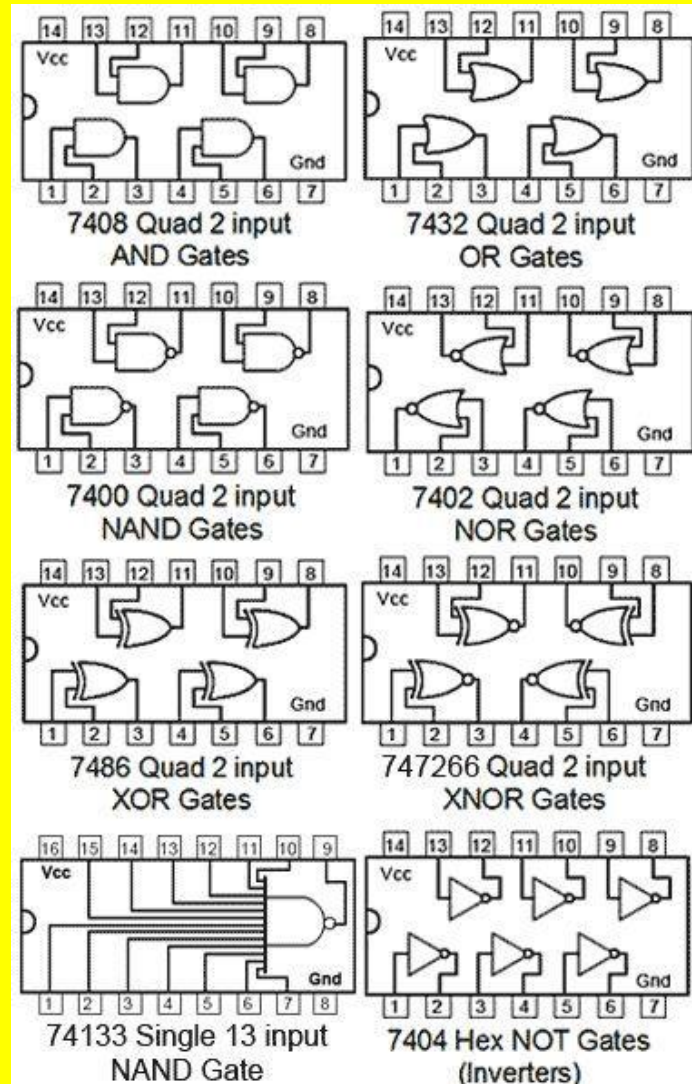 14 13 12 11 10 9 8
Vcc
Gnd
1 2 3 4 5 6 7
7408 Quad 2 input
AND Gates
14 13 12 11 10 9 8
Vcc
Gnd
1 2 3 4 5 6 7
7432 Quad 2 input
OR Gates
14 13 12 11 10 9 8
Vcc
Gnd
1 2 3 4 5 6 7
7400 Quad 2 input
NAND Gates
14 13 12 11 10 9 8
Vcc
Gnd
1 2 3 4 5 6 7
7402 Quad 2 input
NOR Gates
14 13 12 11 10 9 8
Vcc
Gnd
1 2 3 4 5 6 7
7486 Quad 2 input
XOR Gates
14 13 12 11 10 9 8
Vcc
Gnd
1 2 3 4 5 6 7
747266 Quad 2 input
XNOR Gates
16 15 14 13 12 11 10 9
Vcc
Gnd
1 2 3 4 5 6 7 8
74133 Single 13 input
NAND Gate
14 13 12 11 10 9 8
Vcc
Gnd
1 2 3 4 5 6 7
7404 Hex NOT Gates
(Inverters)